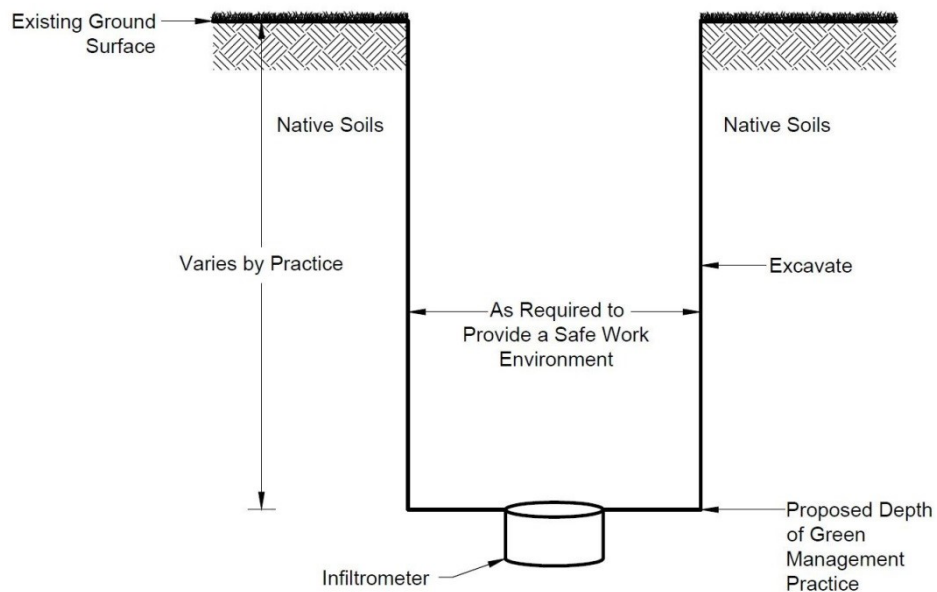 Existing Ground
Surface
Native Soils
Native Soils
Varies by Practice
Excavate
As Required to
Provide a Safe Work
Environment
Proposed Depth
of Green
Management
Practice
Infiltrometer